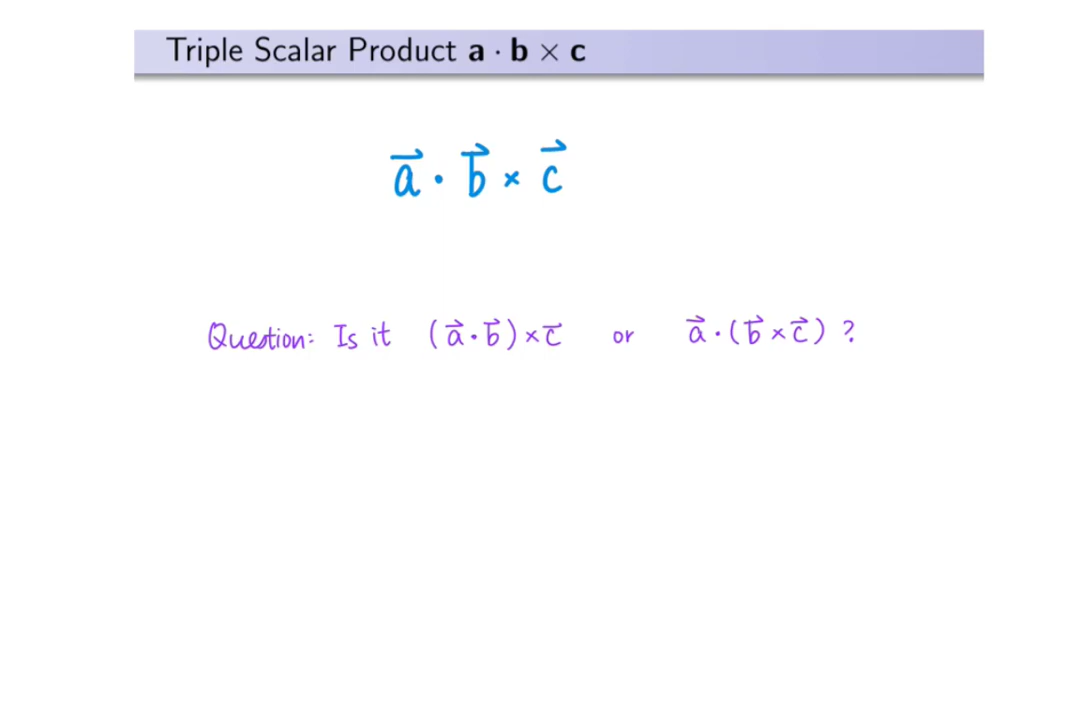 Triple Scalar Product a · b × c
a⃗ · b⃗ × c⃗
Question: Is it (a⃗ · b⃗) × c⃗ or a⃗ · (b⃗ × c⃗) ?